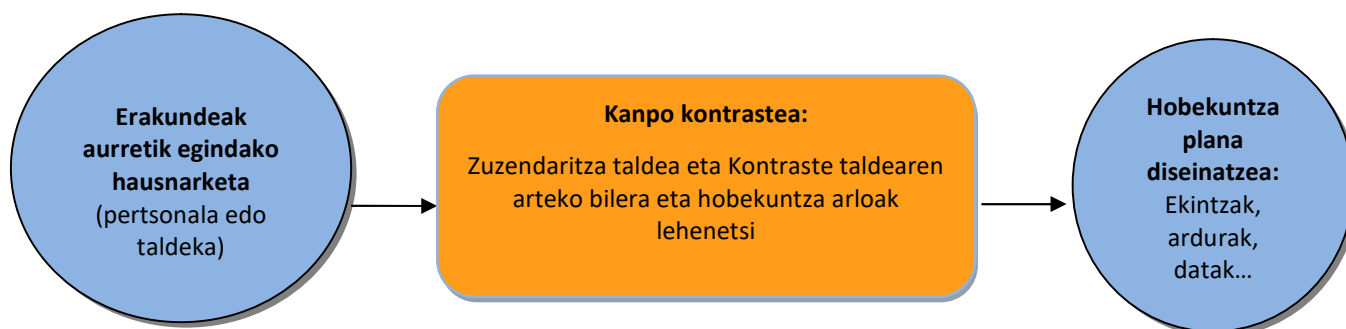 Erakundeak
aurretik egindako
hausnarketa
(pertsonala edo
taldeka)
Kanpo kontrastea:
Zuzendaritza taldea eta Kontraste taldearen
arteko bilera eta hobekuntza arloak
lehenetsi
Hobekuntza
plana
diseinatzea:
Ekintzak,
ardurak,
datak…